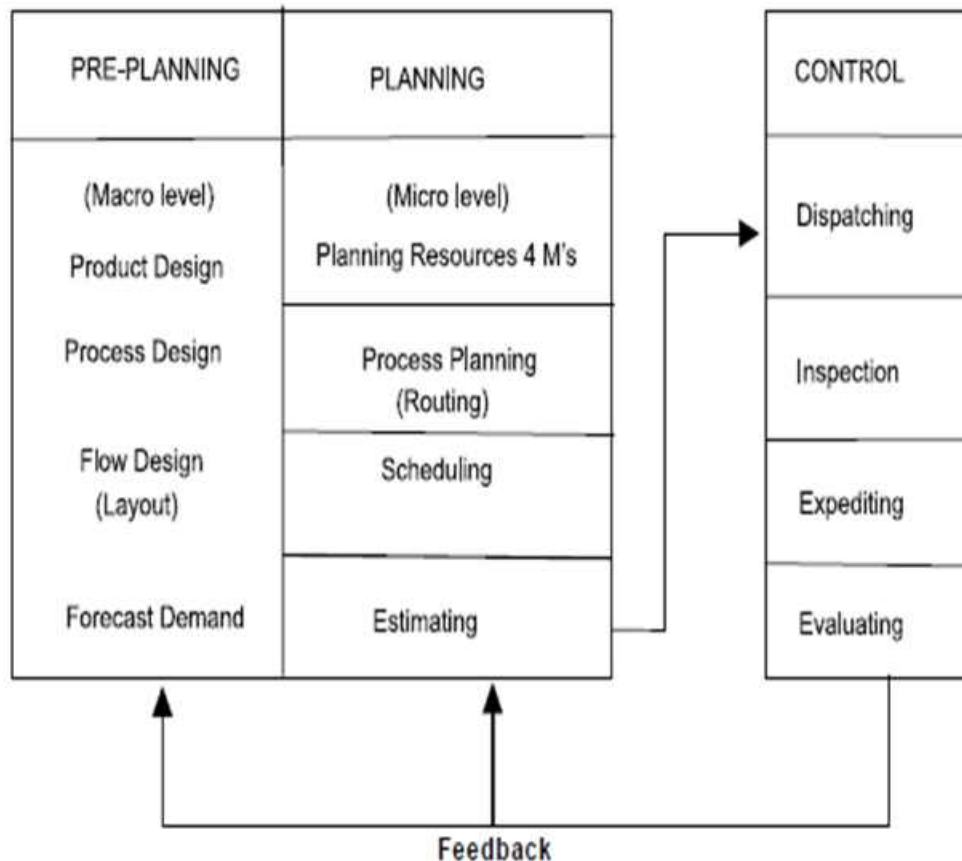 PRE-PLANNING
(Macro level)
Product Design
Process Design
Flow Design
(Layout)
Forecast Demand
PLANNING
(Micro level)
Planning Resources 4 M's
Process Planning
(Routing)
Scheduling
Estimating
CONTROL
Dispatching
Inspection
Expediting
Evaluating
Feedback